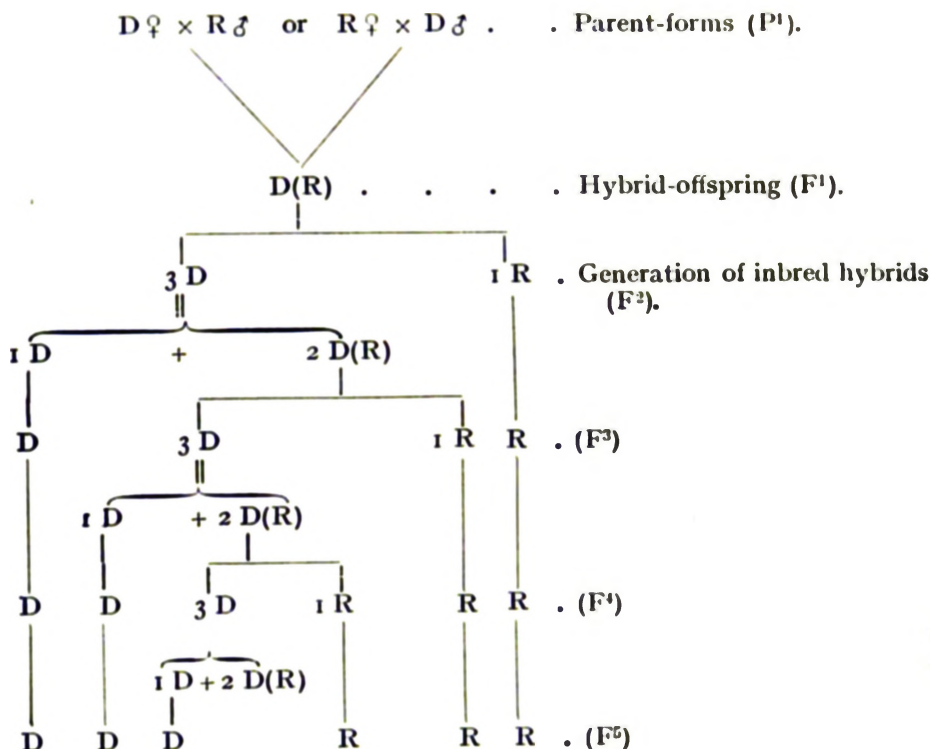 D♀ × R♂ or R♀ × D♂ . . Parent-forms (P¹).
D(R) . . . . Hybrid-offspring (F¹).
3 D 1 R . Generation of inbred hybrids
(F²).
1 D + 2 D(R)
D 3 D 1 R R . (F³)
1 D + 2 D(R)
D D 3 D 1 R R R . (F⁴)
1 D + 2 D(R)
D D D R R R . (F⁵)